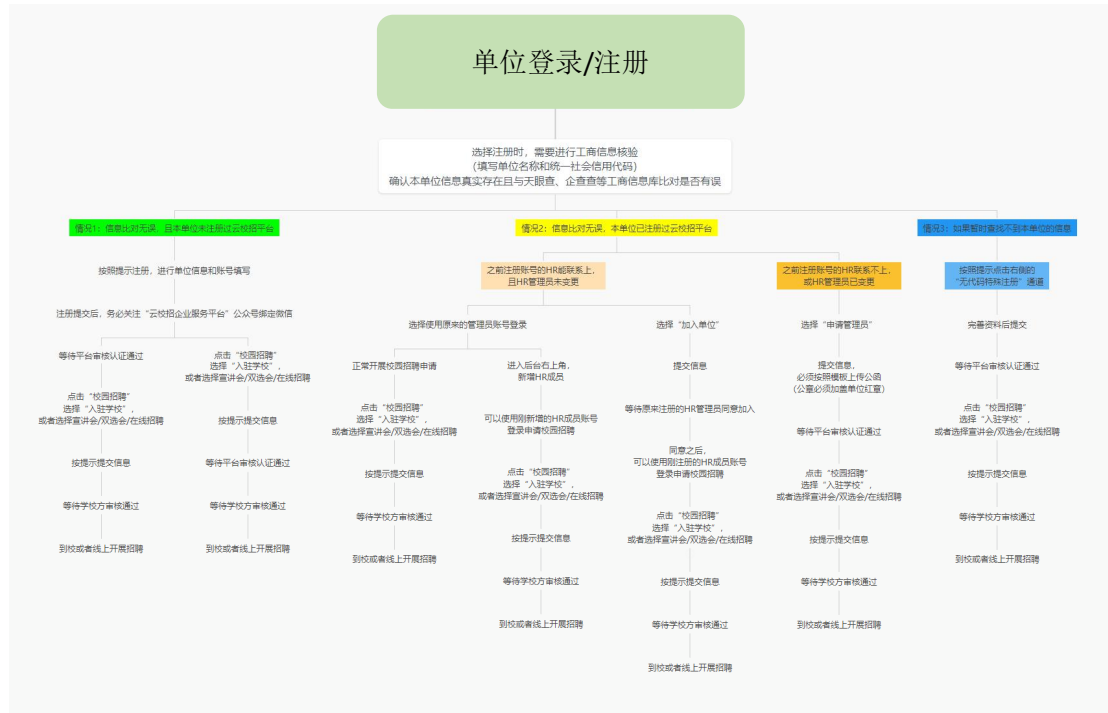 单位登录/注册
选择注册时，需要进行工商信息核验
（填写单位名称和统一社会信用代码）
确认本单位信息真实存在且与天眼查、企查查等工商信息库比对是否有误
情况1：信息比对无误，且本单位未注册过云校招平台
按照提示注册，进行单位信息和账号填写
注册提交后，务必关注“云校招企业服务平台”公众号绑定微信
等待平台审核认证通过
点击“校园招聘”
选择“入驻学校”，
或者选择宣讲会/双选会/在线招聘
按提示提交信息
等待学校方审核通过
到校或者线上开展招聘
点击“校园招聘”
选择“入驻学校”，
或者选择宣讲会/双选会/在线招聘
按提示提交信息
等待平台审核认证通过
等待学校方审核通过
到校或者线上开展招聘
情况2：信息比对无误，本单位已注册过云校招平台
之前注册账号的HR能联系上，
且HR管理员未变更
选择使用原来的管理员账号登录
正常开展校园招聘申请
点击“校园招聘”
选择“入驻学校”，
或者选择宣讲会/双选会/在线招聘
按提示提交信息
等待学校方审核通过
到校或者线上开展招聘
进入后台右上角，
新增HR成员
可以使用刚新增的HR成员账号
登录申请校园招聘
点击“校园招聘”
选择“入驻学校”，
或者选择宣讲会/双选会/在线招聘
按提示提交信息
等待学校方审核通过
到校或者线上开展招聘
选择“加入单位”
提交信息
等待原来注册的HR管理员同意加入
同意之后，
可以使用刚注册的HR成员账号
登录申请校园招聘
点击“校园招聘”
选择“入驻学校”，
或者选择宣讲会/双选会/在线招聘
按提示提交信息
等待学校方审核通过
到校或者线上开展招聘
之前注册账号的HR联系不上，
或HR管理员已变更
选择“申请管理员”
提交信息，
必须按照模板上传公函
（公章必须加盖单位红章）
等待平台审核认证通过
点击“校园招聘”
选择“入驻学校”，
或者选择宣讲会/双选会/在线招聘
按提示提交信息
等待学校方审核通过
到校或者线上开展招聘
情况3：如果暂时查找不到本单位的信息
按照提示点击右侧的
“无代码特殊注册”通道
完善资料后提交
等待平台审核认证通过
点击“校园招聘”
选择“入驻学校”，
或者选择宣讲会/双选会/在线招聘
按提示提交信息
等待学校方审核通过
到校或者线上开展招聘